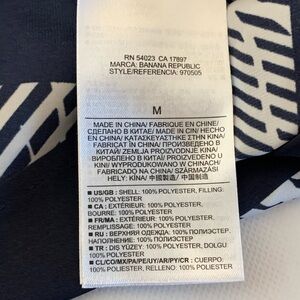 RN 54023 CA 17897
MARCA: BANANA REPUBLIC
STYLE/REFERENCIA: 970505
M
MADE IN CHINA/ FABRIQUÉ EN CHINE/
СДЕЛАНО В КИТАЕ/ MADE IN CIN/ HECHO
EN CHINA/ ΚΑΤΑΣΚΕΥΑΣΤΗΚΕ ΣΤΗΝ ΚΙΝΑ/
FABRICAT ÎN CHINA/ ПРОИЗВЕДЕНО В
КИТАЙ/ ZEMLJA PROIZVODNJE KINA/
ВИРОБЛЕНО В КИТАЇ/ MADE IN CHINA/
WYPRODUKOWANO W CHINACH/
FABRICADO NA CHINA/ SZÁRMAZÁSI
HELY: KÍNA/ 中國製造/ 中国制造
■ US/GB : SHELL: 100% POLYESTER, FILLING:
100% POLYESTER
■ CA : EXTÉRIEUR: 100% POLYESTER,
BOURRE: 100% POLYESTER
■ FR/MA : EXTÉRIEUR: 100% POLYESTER,
REMPLISSAGE: 100% POLYESTER
■ RU : ВЕРХНЯЯ ОДЕЖДА: 100% ПОЛИЭСТЕР,
НАПОЛНЕНИЕ: 100% ПОЛИЭСТЕР
■ TR : DIŞ YÜZEY: 100% POLYESTER, DOLGU:
100% POLYESTER
■ CL/CO/MX/PA/PE/UY/AR/PY/CR : CUERPO:
100% POLIÉSTER, RELLENO: 100% POLIÉSTER